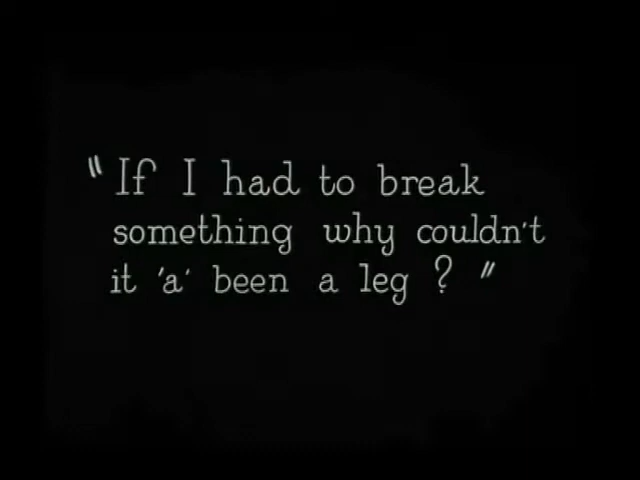 "If I had to break
something why couldn't
it 'a' been a leg ?"